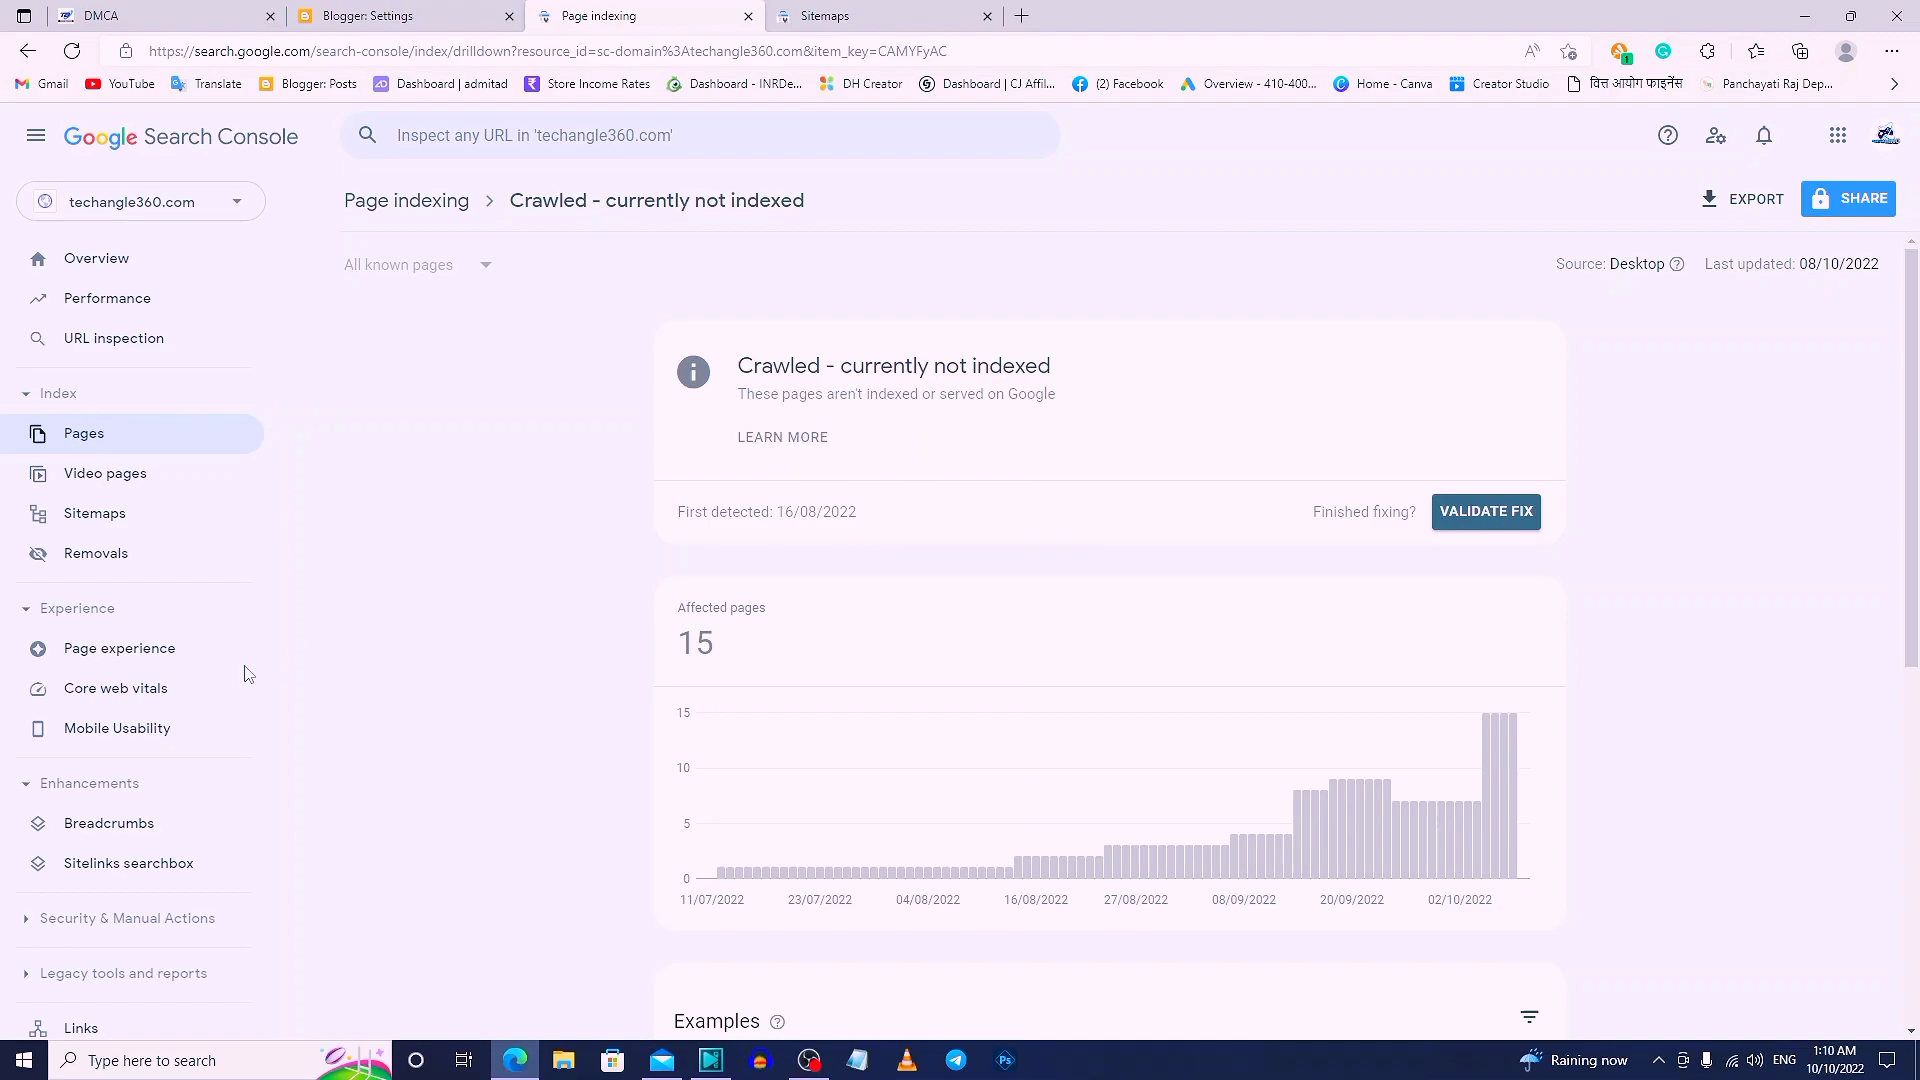 DMCA
Blogger: Settings
Page indexing
Sitemaps
https://search.google.com/search-console/index/drilldown?resource_id=sc-domain%3Atechangle360.com&item_key=CAMYFyAC
1
Gmail
YouTube
Translate
Blogger: Posts
Dashboard | admitad
Store Income Rates
Dashboard - INRDe...
DH Creator
Dashboard | CJ Affil...
(2) Facebook
Overview - 410-400...
Home - Canva
Creator Studio
वित्त आयोग फाइनेंस
Panchayati Raj Dep...
Google Search Console
Inspect any URL in 'techangle360.com'
techangle360.com
Page indexing
Crawled - currently not indexed
EXPORT
SHARE
Overview
Performance
URL inspection
Index
Pages
Video pages
Sitemaps
Removals
Experience
Page experience
Core web vitals
Mobile Usability
Enhancements
Breadcrumbs
Sitelinks searchbox
Security & Manual Actions
Legacy tools and reports
Links
All known pages
Source: Desktop
Last updated: 08/10/2022
Crawled - currently not indexed
These pages aren't indexed or served on Google
LEARN MORE
First detected: 16/08/2022
Finished fixing?
VALIDATE FIX
Affected pages
15
15
10
5
0
11/07/2022
23/07/2022
04/08/2022
16/08/2022
27/08/2022
08/09/2022
20/09/2022
02/10/2022
Examples
Type here to search
Ps
Raining now
ENG
1:10 AM
10/10/2022